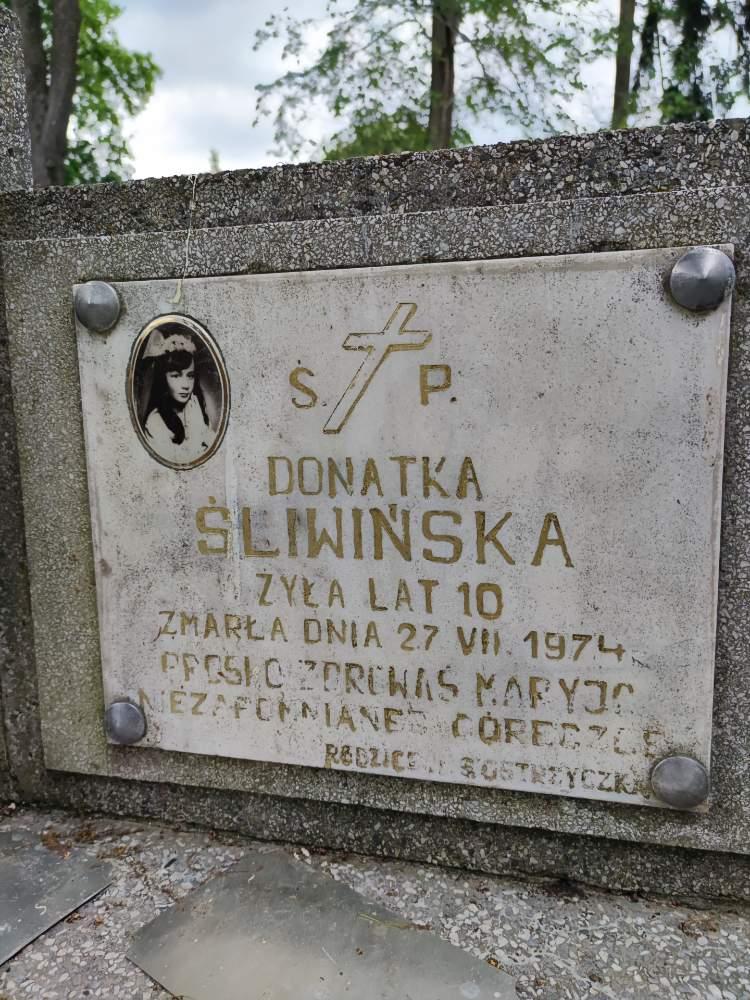 Ś. P.
DONATKA
ŚLIWIŃSKA
ŻYŁA LAT 10
ZMARŁA DNIA 27 VII. 1974
PROSI O ZDROWAŚ MARYJO
NIEZAPOMNIANEJ CÓRECZCE
RODZICE I SIOSTRZYCZKA